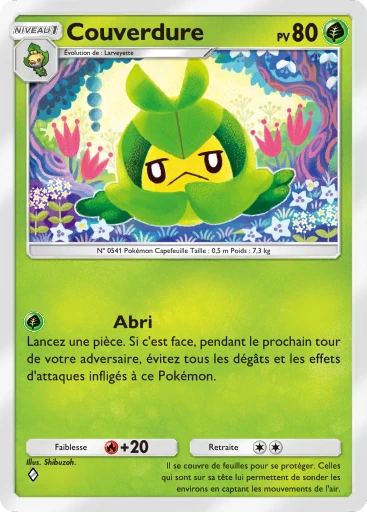 NIVEAU 1
Couverdure
PV 80
Évolution de : Larveyette
N° 0541 Pokémon Capefeuille Taille : 0,5 m Poids : 7,3 kg
Abri
Lancez une pièce. Si c'est face, pendant le prochain tour
de votre adversaire, évitez tous les dégâts et les effets
d'attaques infligés à ce Pokémon.
Faiblesse +20
Retraite
Illus. Shibuzoh.
Il se couvre de feuilles pour se protéger. Celles
qui sont sur sa tête lui permettent de sonder les
environs en captant les mouvements de l'air.